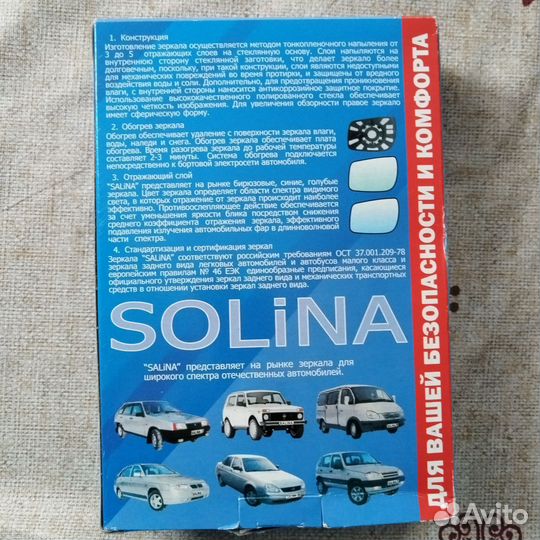 1. Конструкция
Изготовление зеркала осуществляется методом тонкопленочного напыления от
3 до 5 отражающих слоев на стеклянную основу. Слои напыляются на
внутреннюю сторону стеклянной заготовки, что делает зеркало более
долговечным, поскольку, при такой конструкции, слои являются недоступными
для механических повреждений во время протирки, и защищены от вредного
воздействия воды и соли. Дополнительно, для предотвращения проникновения
влаги, с внутренней стороны наносится антикоррозийное защитное покрытие.
Использование высококачественного полированного стекла обеспечивает
высокую четкость изображения. Для увеличения обзорности правое зеркало
имеет сферическую форму.
2. Обогрев зеркала
Обогрев обеспечивает удаление с поверхности зеркала влаги,
воды, наледи и снега. Обогрев зеркала обеспечивает плата
обогрева. Время разогрева зеркала до рабочей температуры
составляет 2-3 минуты. Система обогрева подключается
непосредственно к бортовой электросети автомобиля.
3. Отражающий слой
"SALiNA" представляет на рынке бирюзовые, синие, голубые
зеркала. Цвет зеркала определяет области спектра видимого
света, в которых отражение от зеркала происходит наиболее
эффективно. Противоослепляющее действие обеспечивается
за счет уменьшения яркости блика посредством снижения
среднего коэффициента отражения зеркала, эффективного
подавления излучения автомобильных фар в длинноволновой
части спектра.
4. Стандартизация и сертификация зеркал
Зеркала "SALiNA" соответствуют российским требованиям ОСТ 37.001.209-78
зеркала заднего вида легковых автомобилей и автобусов малого класса и
европейским правилам № 46 ЕЭК единообразные предписания, касающиеся
официального утверждения зеркал заднего вида и механических транспортных
средств в отношении установки зеркал заднего вида.
SOLiNA
"SALiNA" представляет на рынке зеркала для
широкого спектра отечественных автомобилей.
ДЛЯ ВАШЕЙ БЕЗОПАСНОСТИ И КОМФОРТА
Avito